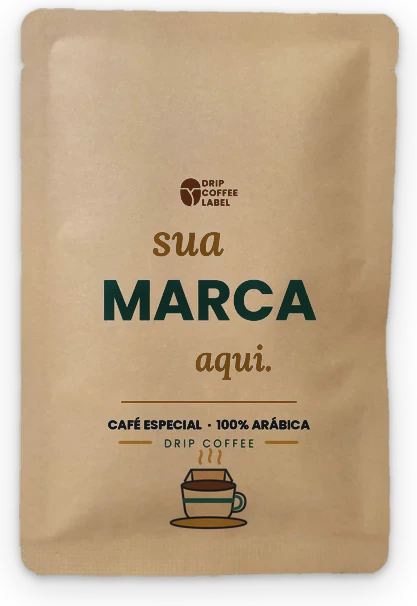 DRIP
COFFEE
LABEL
sua
MARCA
aqui.
CAFÉ ESPECIAL · 100% ARÁBICA
DRIP COFFEE